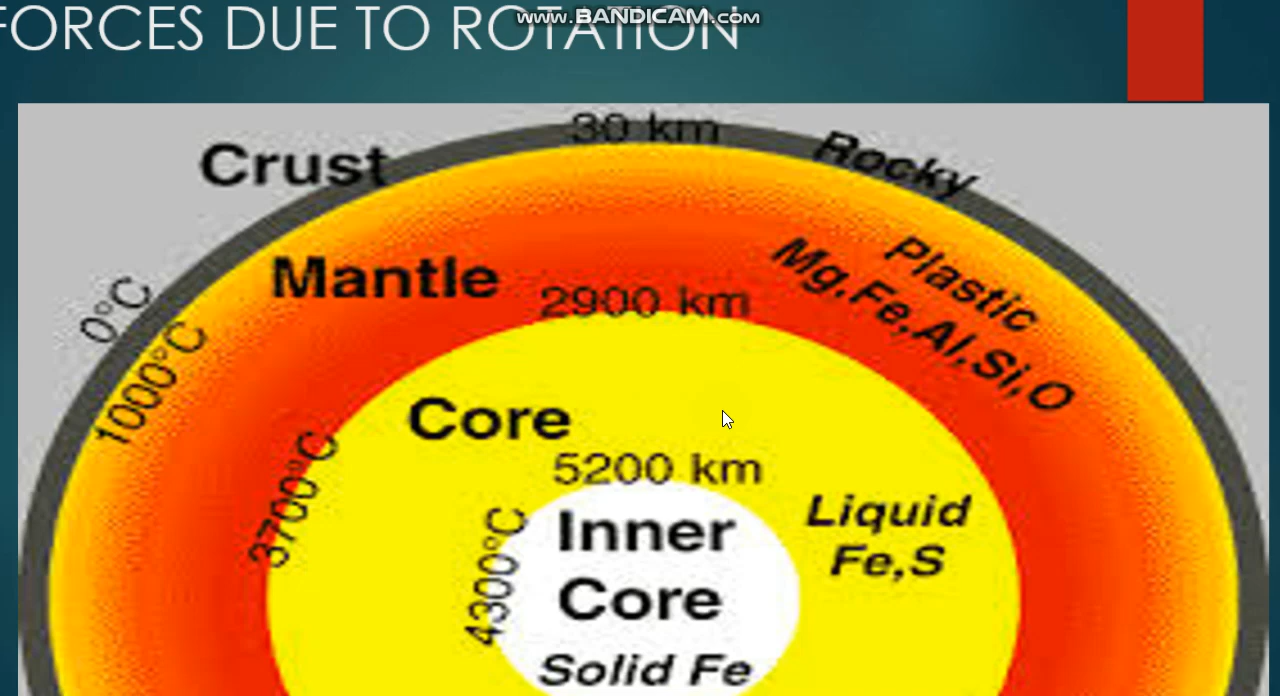 www.BANDICAM.com
FORCES DUE TO ROTATION
30 km
Crust
Rocky
Mantle
Plastic
Mg,Fe,Al,Si,O
2900 km
0°C
1000°C
Core
3700°C
5200 km
Liquid
Fe,S
Inner
Core
4300°C
Solid Fe